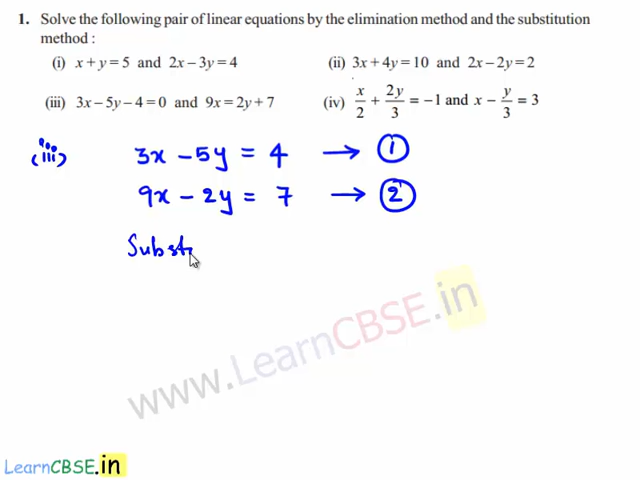 1. Solve the following pair of linear equations by the elimination method and the substitution
method :
(i) x + y = 5 and 2x – 3y = 4 (ii) 3x + 4y = 10 and 2x – 2y = 2
(iii) 3x – 5y – 4 = 0 and 9x = 2y + 7 (iv) x/2 + 2y/3 = –1 and x – y/3 = 3
(iii) 3x – 5y = 4 → ①
9x – 2y = 7 → ②
Subst
www.LearnCBSE.in
LearnCBSE.in